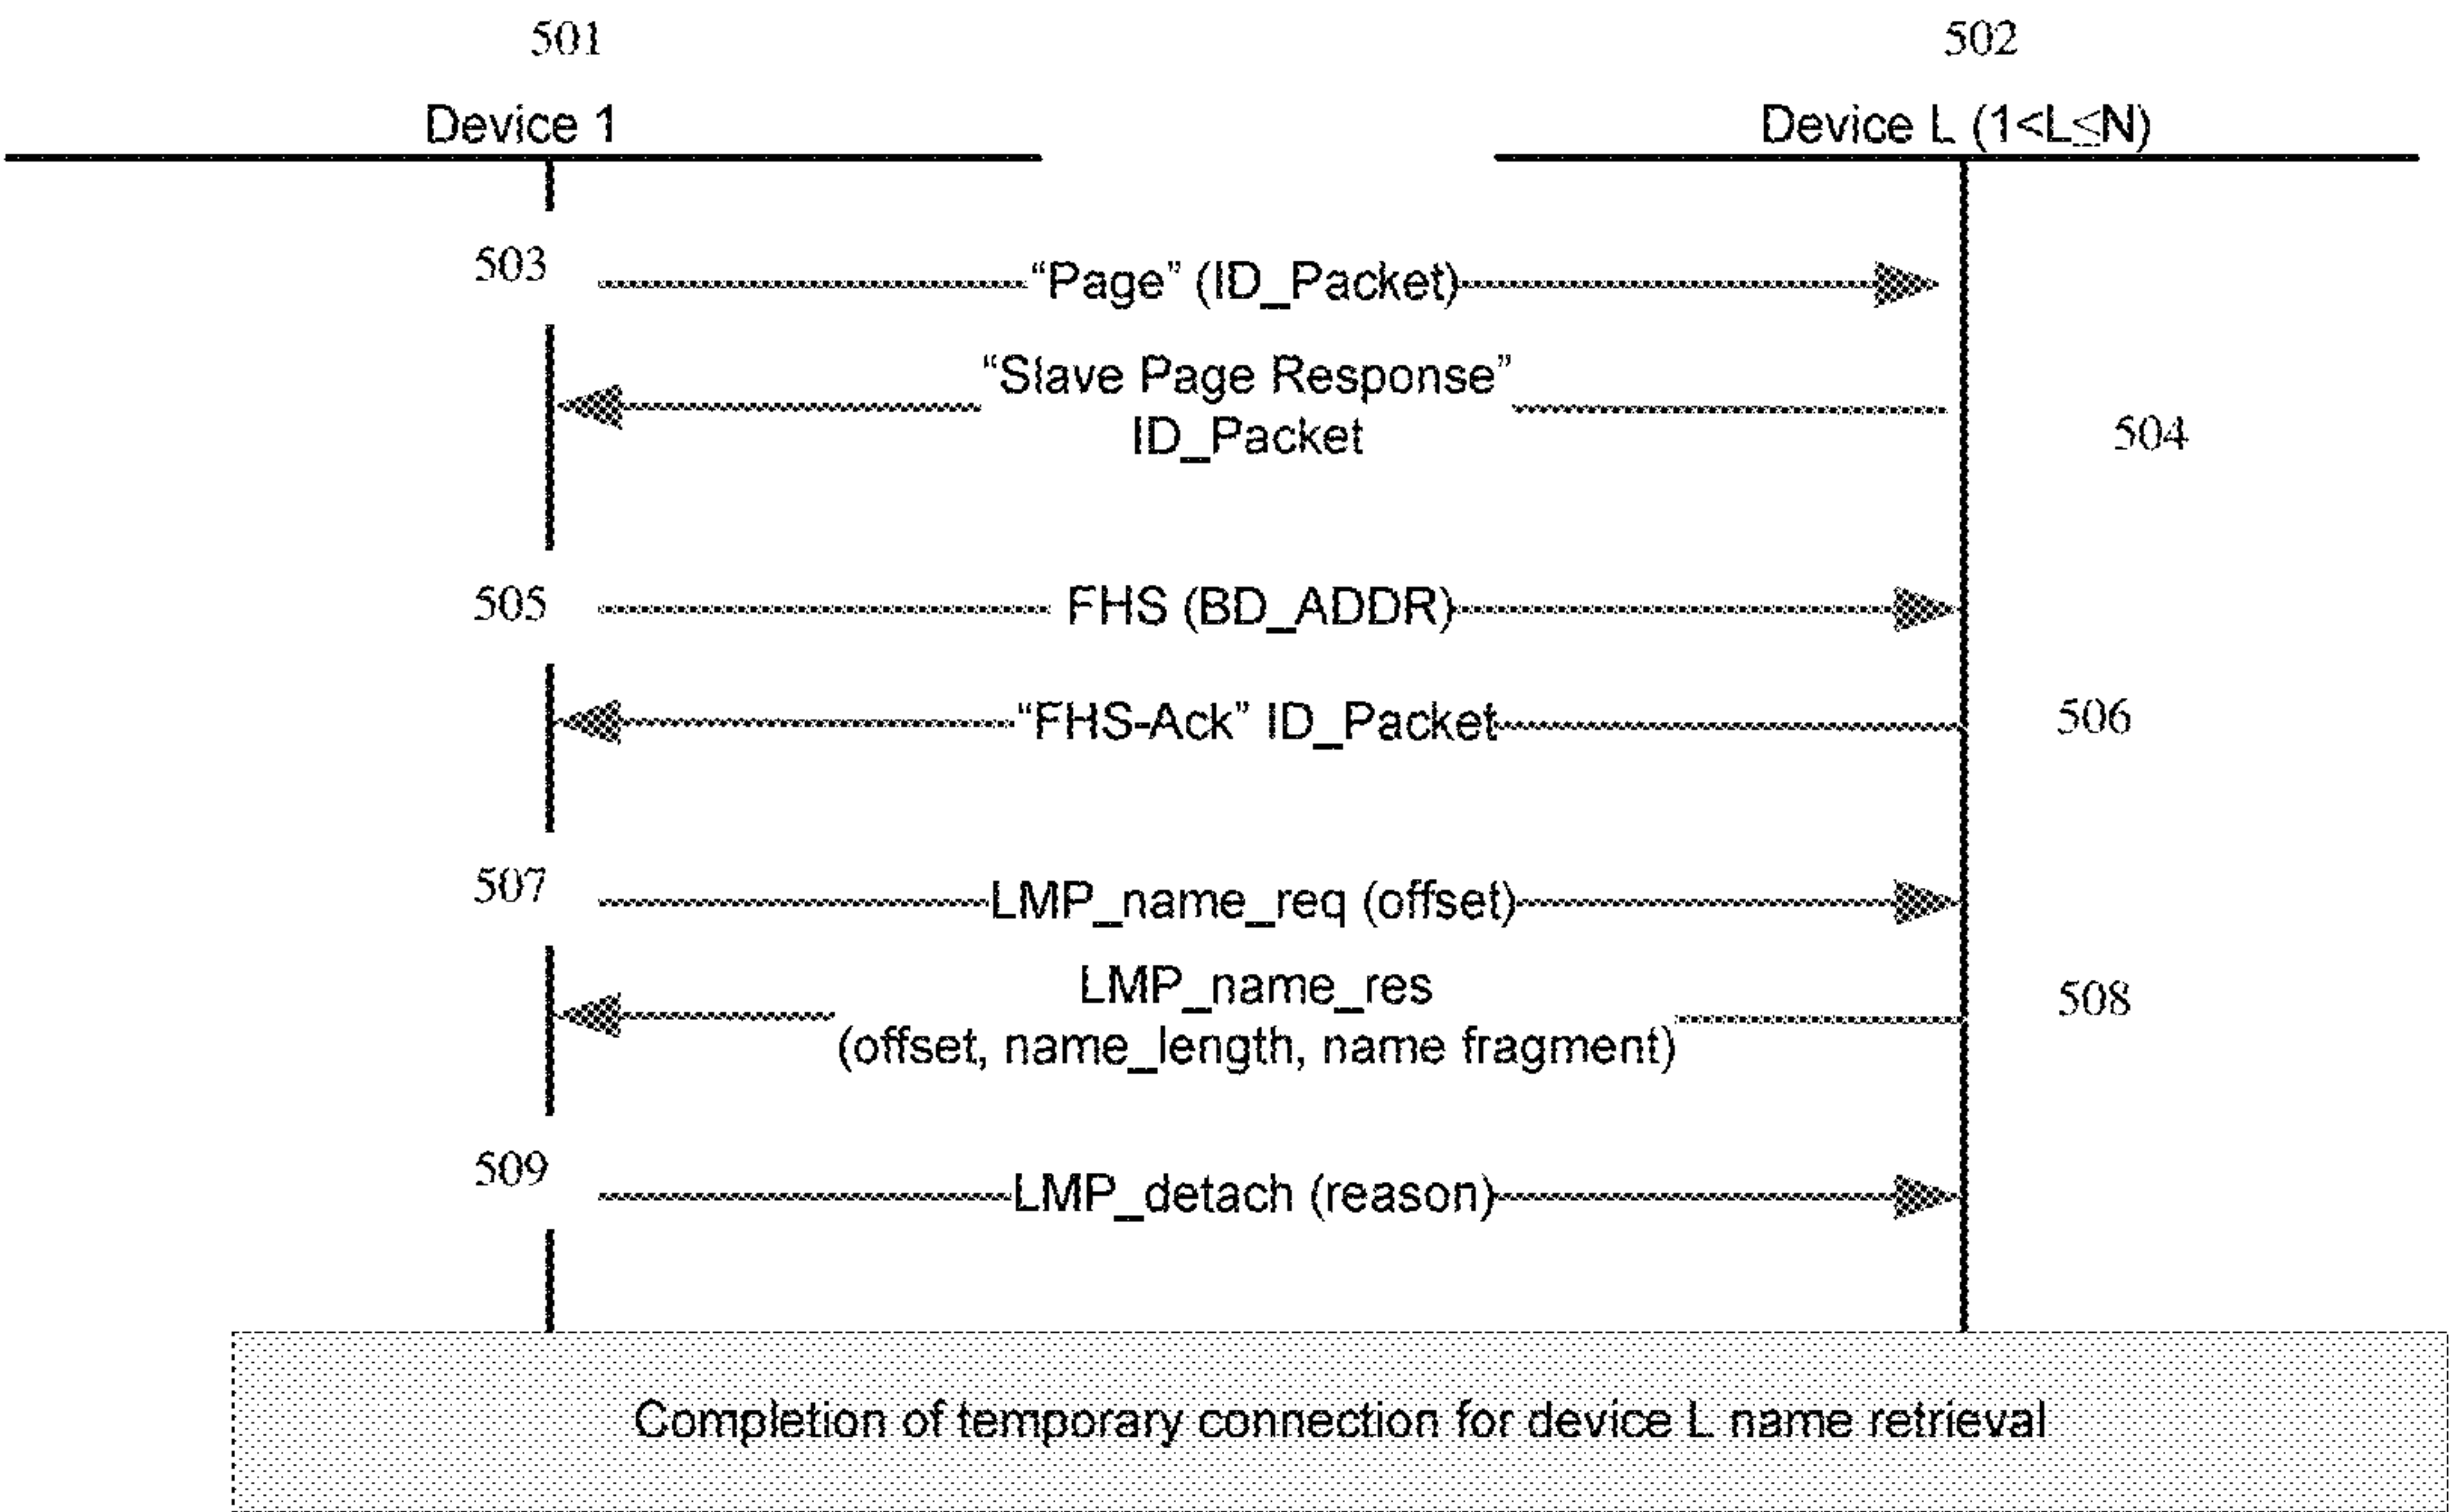 501
502
Device 1
Device L (1<L≤N)
503
“Page” (ID_Packet)
“Slave Page Response”
ID_Packet
504
505
FHS (BD_ADDR)
“FHS-Ack” ID_Packet
506
507
LMP_name_req (offset)
LMP_name_res
(offset, name_length, name fragment)
508
509
LMP_detach (reason)
Completion of temporary connection for device L name retrieval